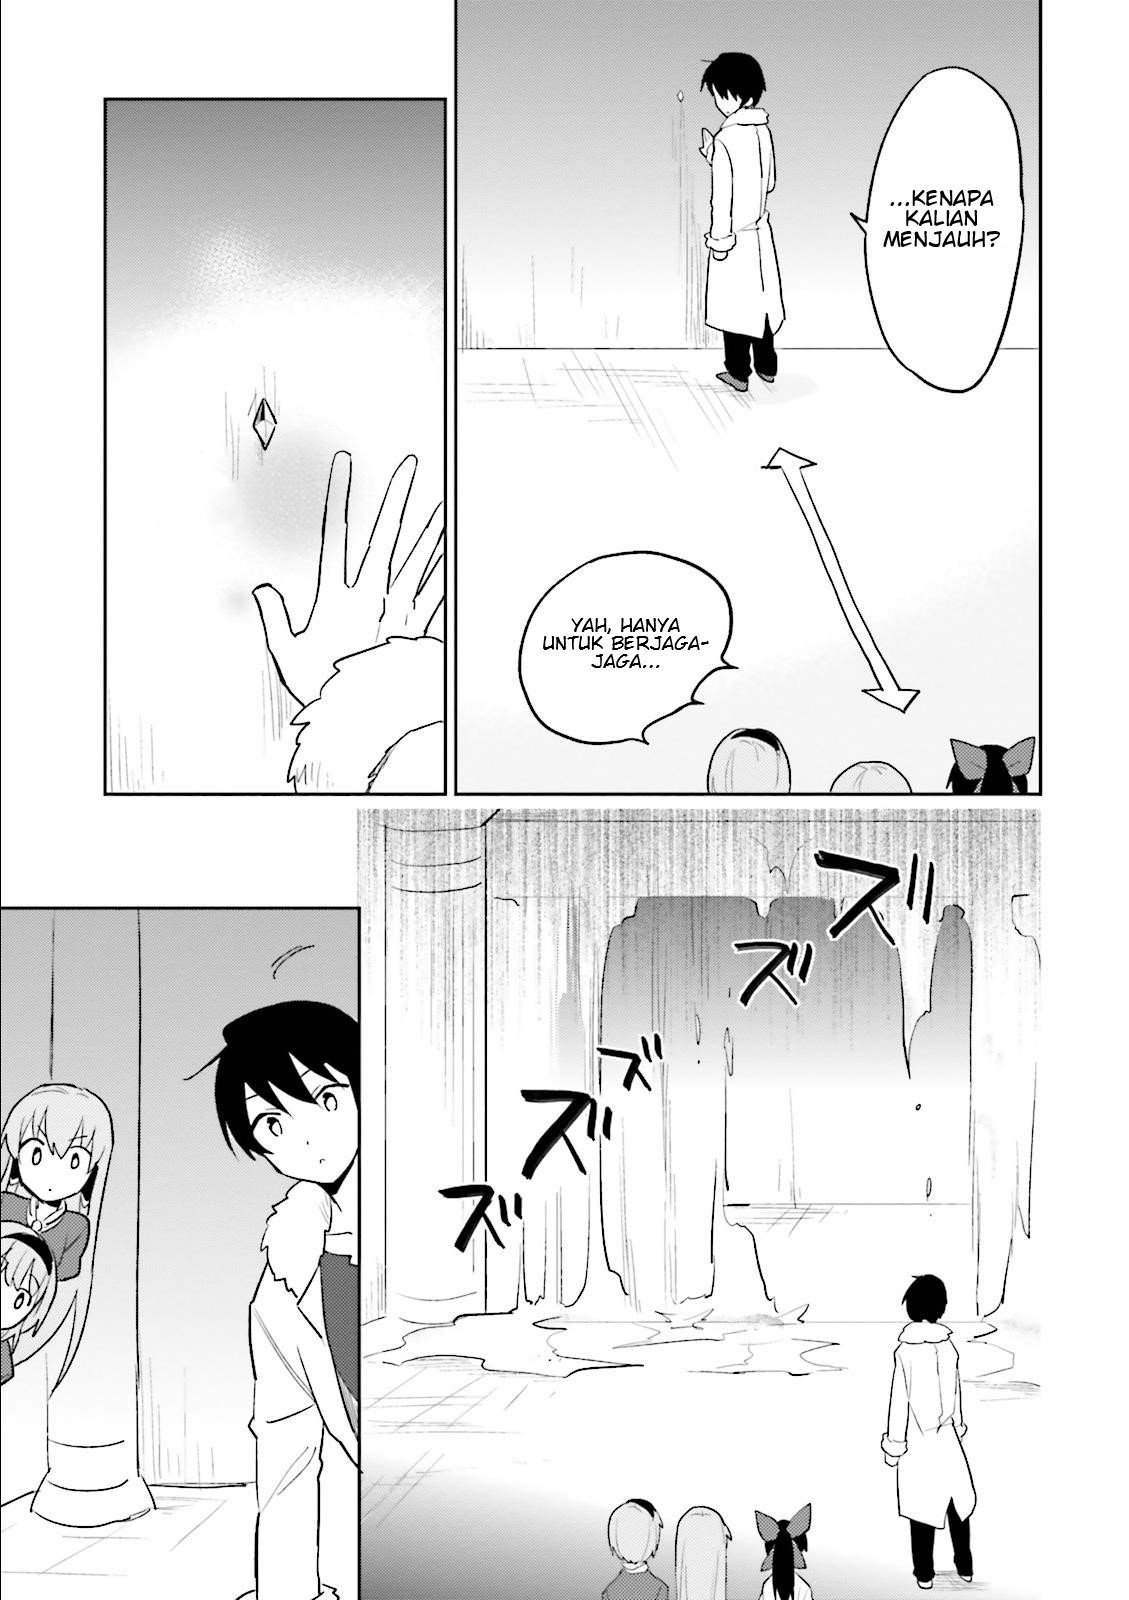 ...KENAPA
KALIAN
MENJAUH?
YAH, HANYA
UNTUK BERJAGA-
JAGA...
ズ
ズ
ズ
ズ
ズ